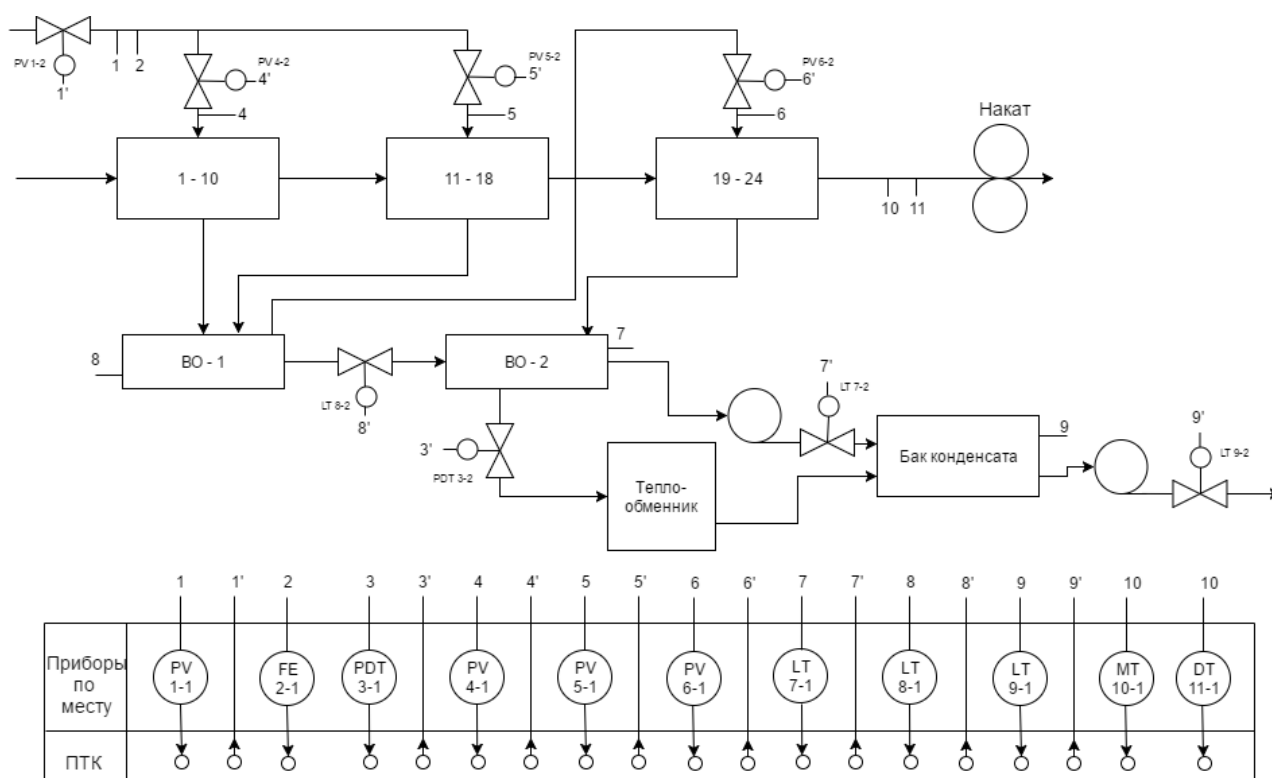 PV 1-2
1'
1
2
PV 4-2
4'
4
PV 5-2
5'
5
PV 6-2
6'
6
Накат
1 - 10
11 - 18
19 - 24
10
11
8
ВО - 1
LT 8-2
8'
ВО - 2
7
3'
PDT 3-2
Тепло-
обменник
7'
LT 7-2
Бак конденсата
9
9'
LT 9-2
1 1' 2 3 3' 4 4' 5 5' 6 6' 7 7' 8 8' 9 9' 10 10
Приборы
по
месту
PV
1-1
FE
2-1
PDT
3-1
PV
4-1
PV
5-1
PV
6-1
LT
7-1
LT
8-1
LT
9-1
MT
10-1
DT
11-1
ПТК